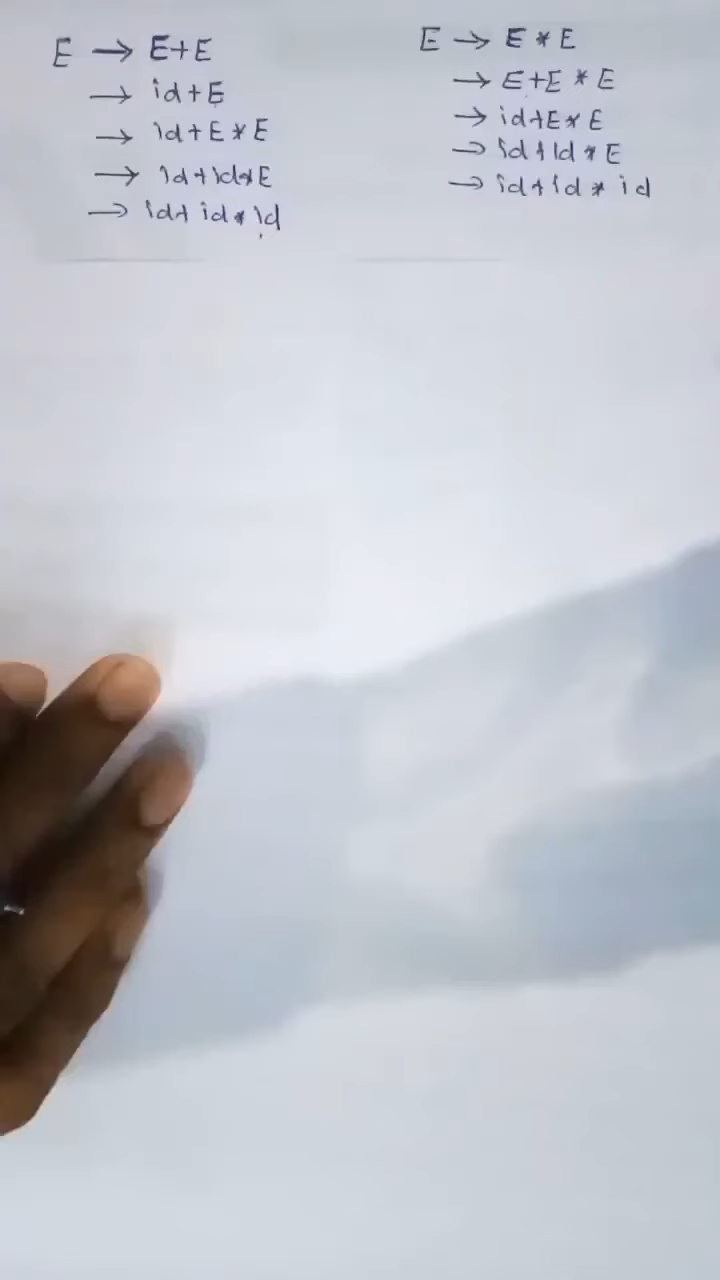 E → E+E
→ id+E
→ id+E*E
→ id+id*E
→ id+id*id
E → E*E
→ E+E*E
→ id+E*E
→ id+id*E
→ id+id*id